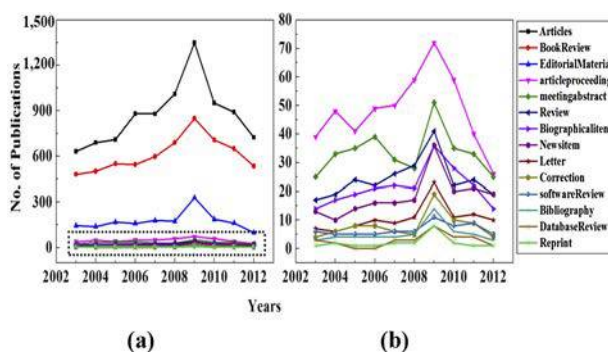 No. of Publications
1,500
1,200
900
600
300
0
2002 2004 2006 2008 2010 2012
80
70
60
50
40
30
20
10
0
2002 2004 2006 2008 2010 2012
Years
(a)
(b)
Articles
BookReview
EditorialMateria
articleproceeding
meetingabstract
Review
Biographicaliten
Newsitem
Letter
Correction
softwareReview
Bibliography
DatabaseReview
Reprint